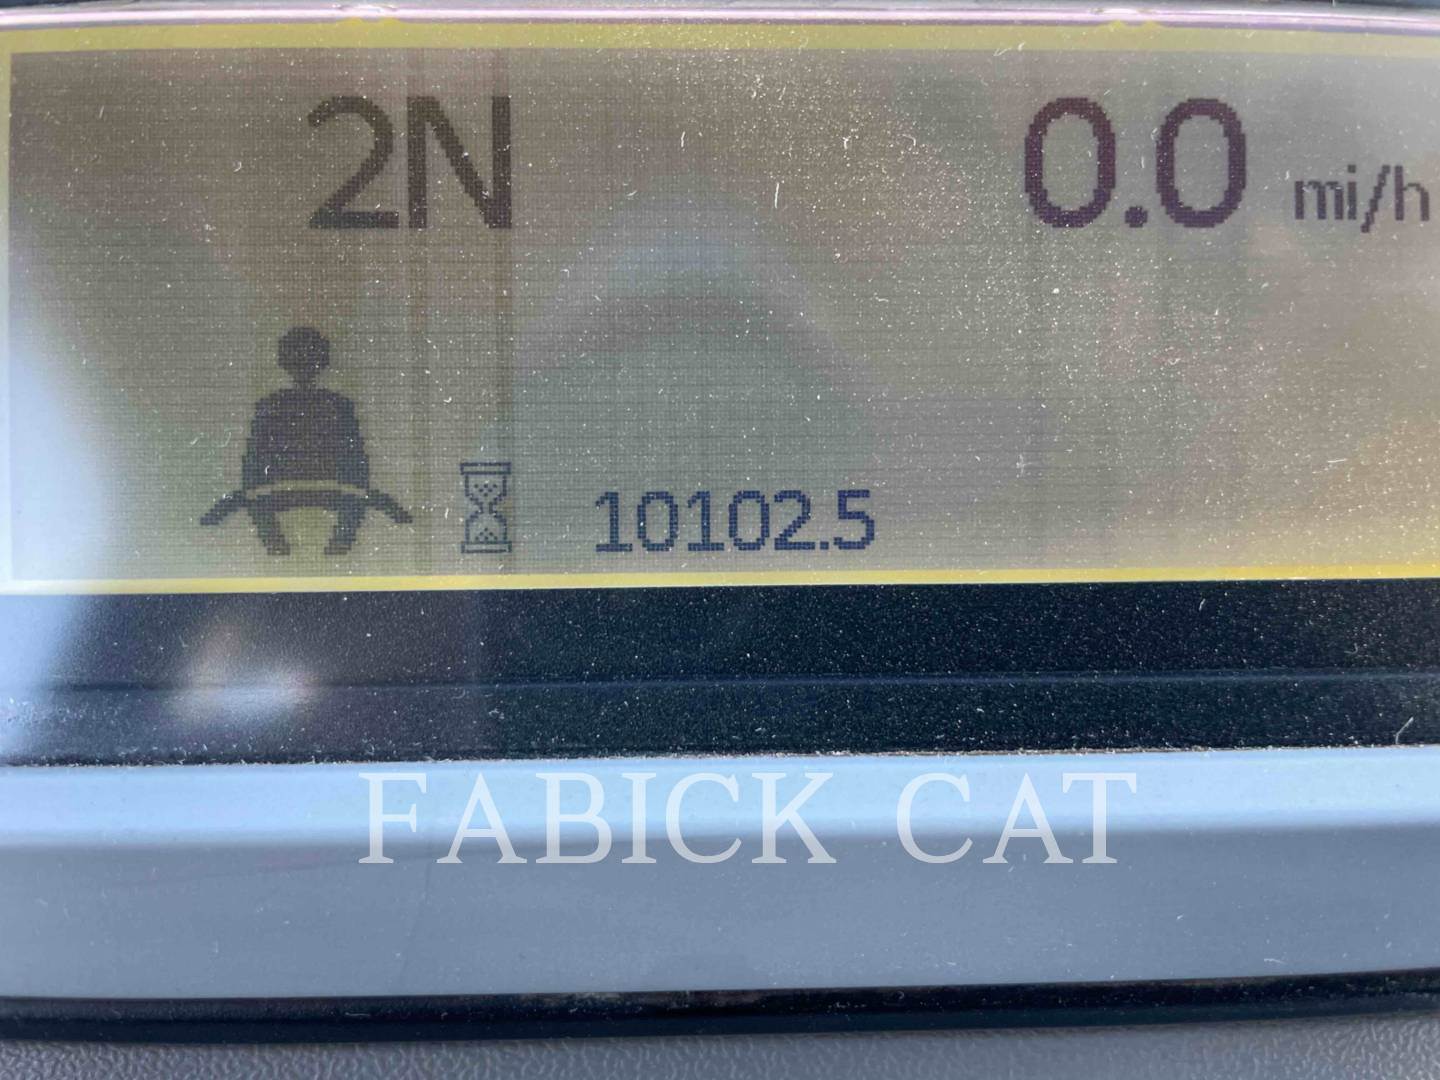 2N 0.0 mi/h
10102.5
FABICK CAT